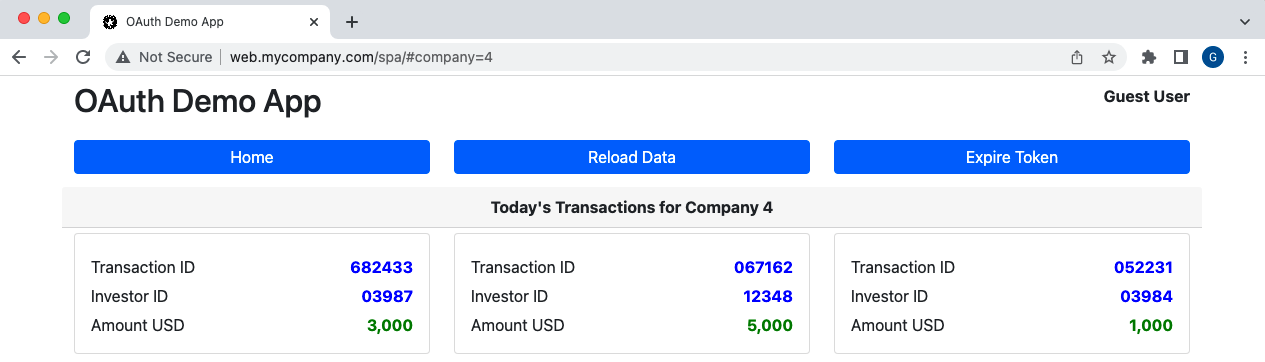 OAuth Demo App
Not Secure web.mycompany.com/spa/#company=4 G
OAuth Demo App Guest User
Home Reload Data Expire Token
Today's Transactions for Company 4
Transaction ID 682433 Transaction ID 067162 Transaction ID 052231
Investor ID 03987 Investor ID 12348 Investor ID 03984
Amount USD 3,000 Amount USD 5,000 Amount USD 1,000